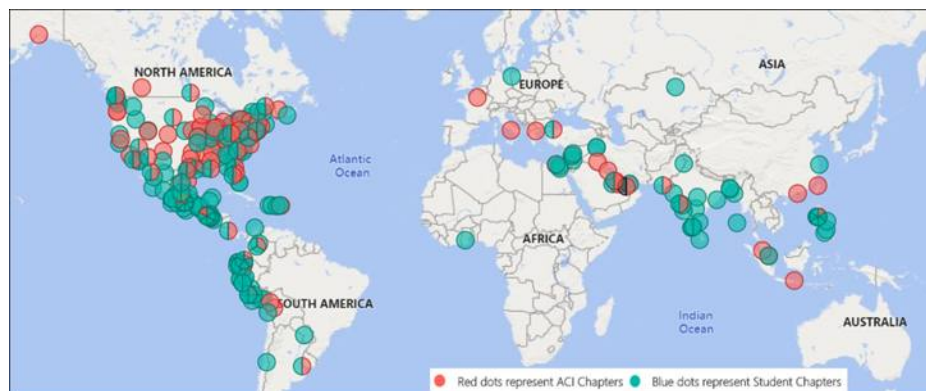 NORTH AMERICA
EUROPE
ASIA
Atlantic
Ocean
AFRICA
SOUTH AMERICA
Indian
Ocean
AUSTRALIA
Red dots represent ACI Chapters
Blue dots represent Student Chapters